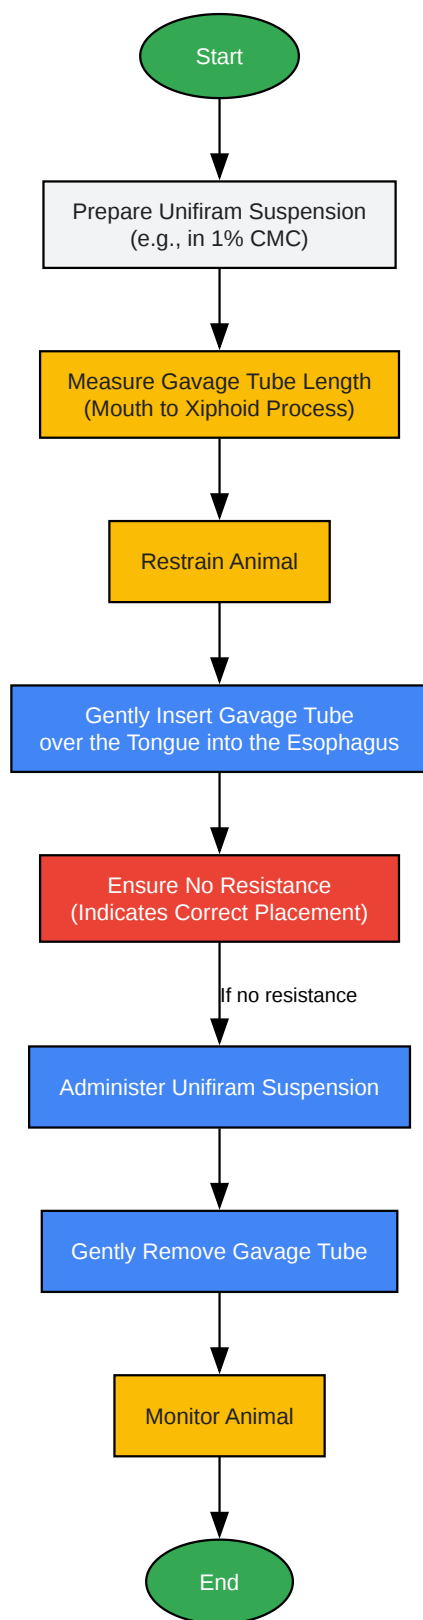 Start
Prepare Unifiram Suspension
(e.g., in 1% CMC)
Measure Gavage Tube Length
(Mouth to Xiphoid Process)
Restrain Animal
Gently Insert Gavage Tube
over the Tongue into the Esophagus
Ensure No Resistance
(Indicates Correct Placement)
If no resistance
Administer Unifiram Suspension
Gently Remove Gavage Tube
Monitor Animal
End